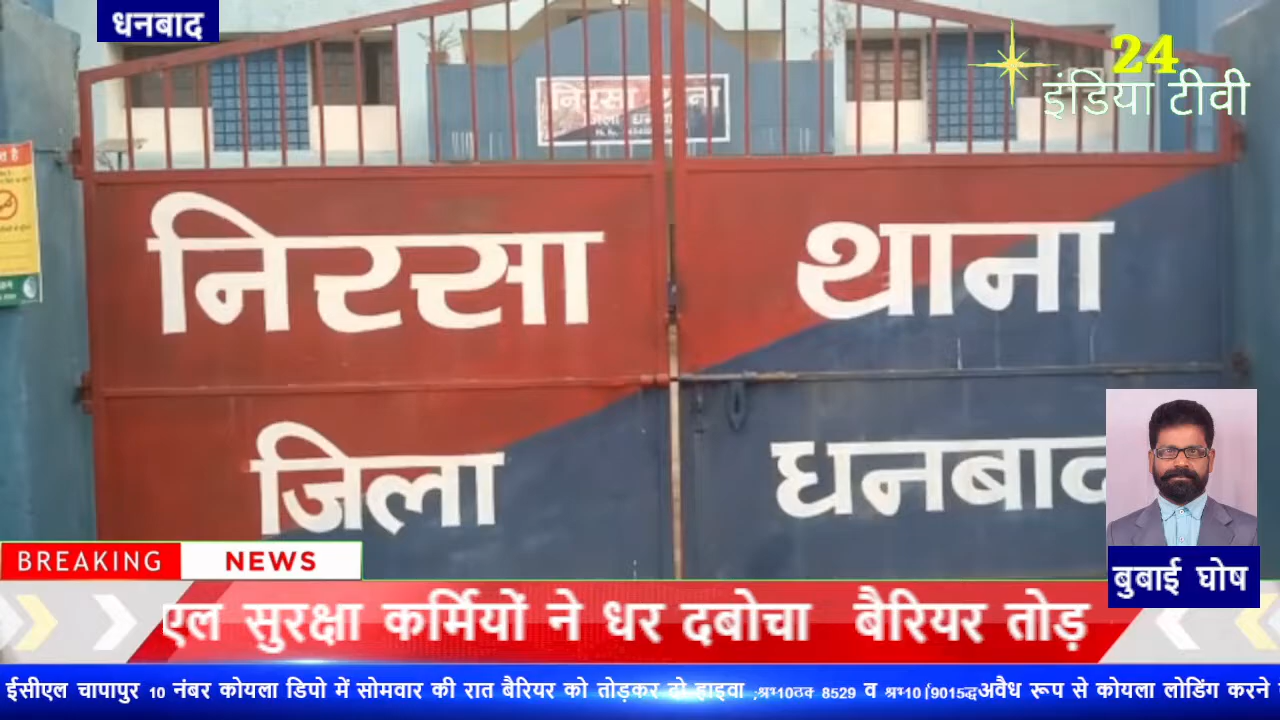 धनबाद
24
इंडिया टीवी
निरसा थाना
त है
निरसा थाना
जिला धनबाद
बुबाई घोष
BREAKING NEWS
एल सुरक्षा कर्मियों ने धर दबोचा बैरियर तोड़
ईसीएल चापापुर 10 नंबर कोयला डिपो में सोमवार की रात बैरियर को तोड़कर दो हाइवा 8529 व अवैध रूप से कोयला लोडिंग करने